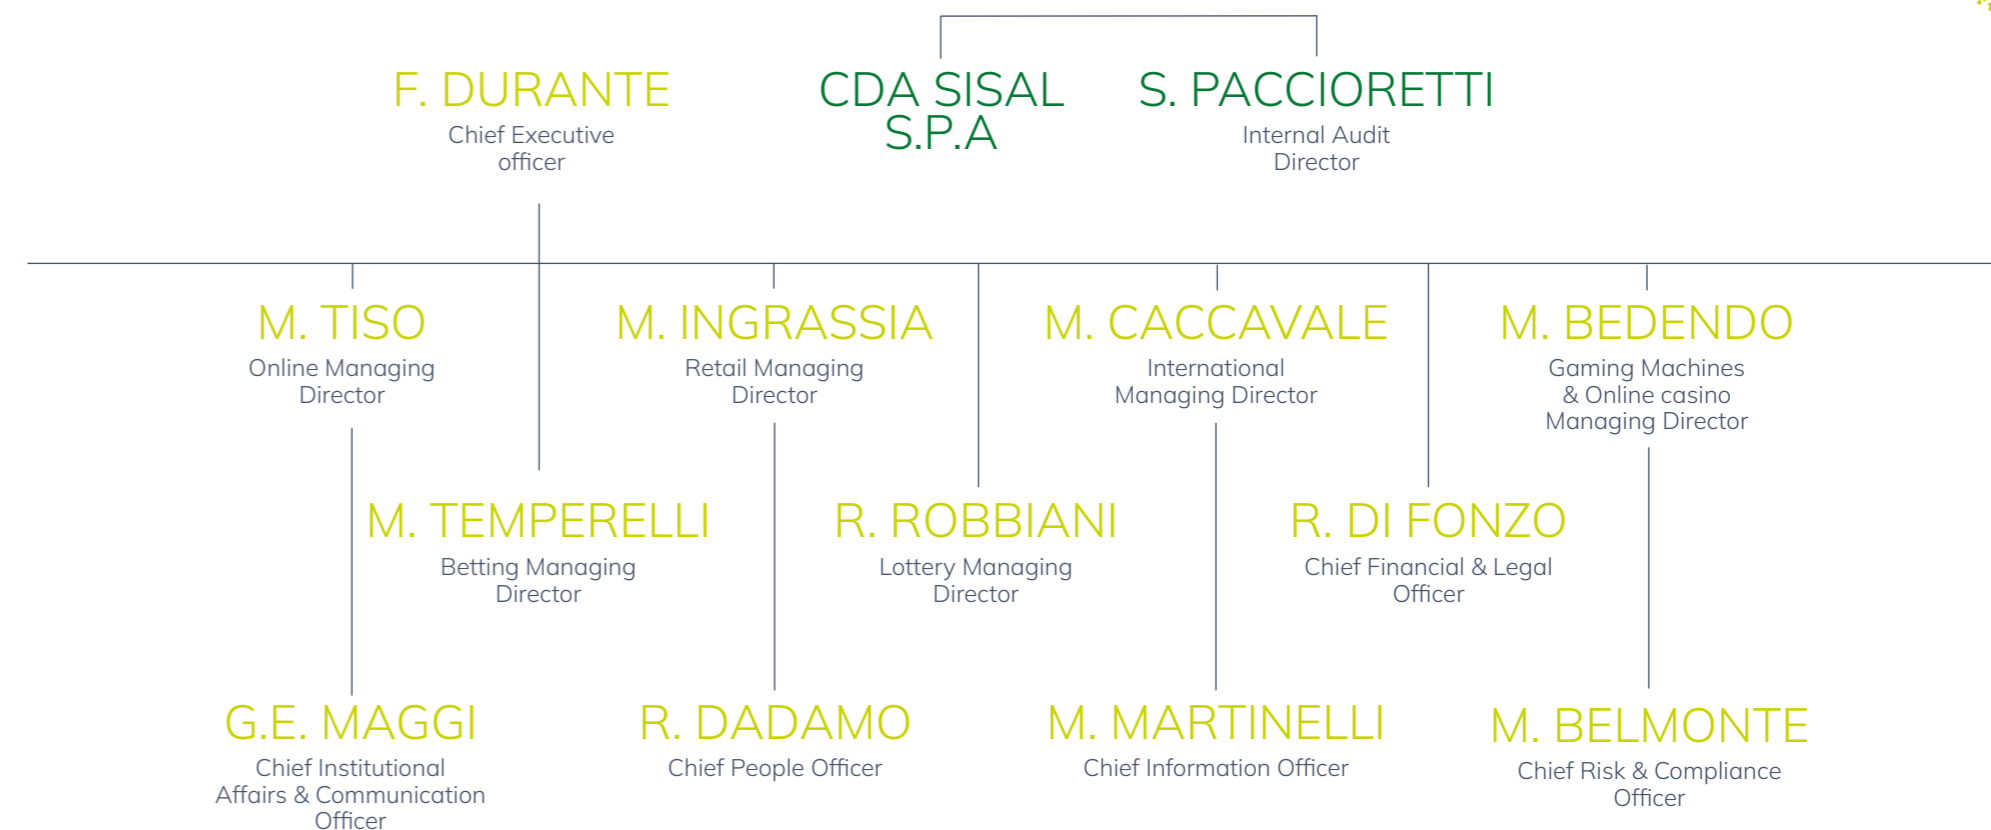 F. DURANTE
Chief Executive
officer
CDA SISAL
S.P.A
S. PACCIORETTI
Internal Audit
Director
M. TISO
Online Managing
Director
M. INGRASSIA
Retail Managing
Director
M. CACCAVALE
International
Managing Director
M. BEDENDO
Gaming Machines
& Online casino
Managing Director
M. TEMPERELLI
Betting Managing
Director
R. ROBBIANI
Lottery Managing
Director
R. DI FONZO
Chief Financial & Legal
Officer
G.E. MAGGI
Chief Institutional
Affairs & Communication
Officer
R. DADAMO
Chief People Officer
M. MARTINELLI
Chief Information Officer
M. BELMONTE
Chief Risk & Compliance
Officer